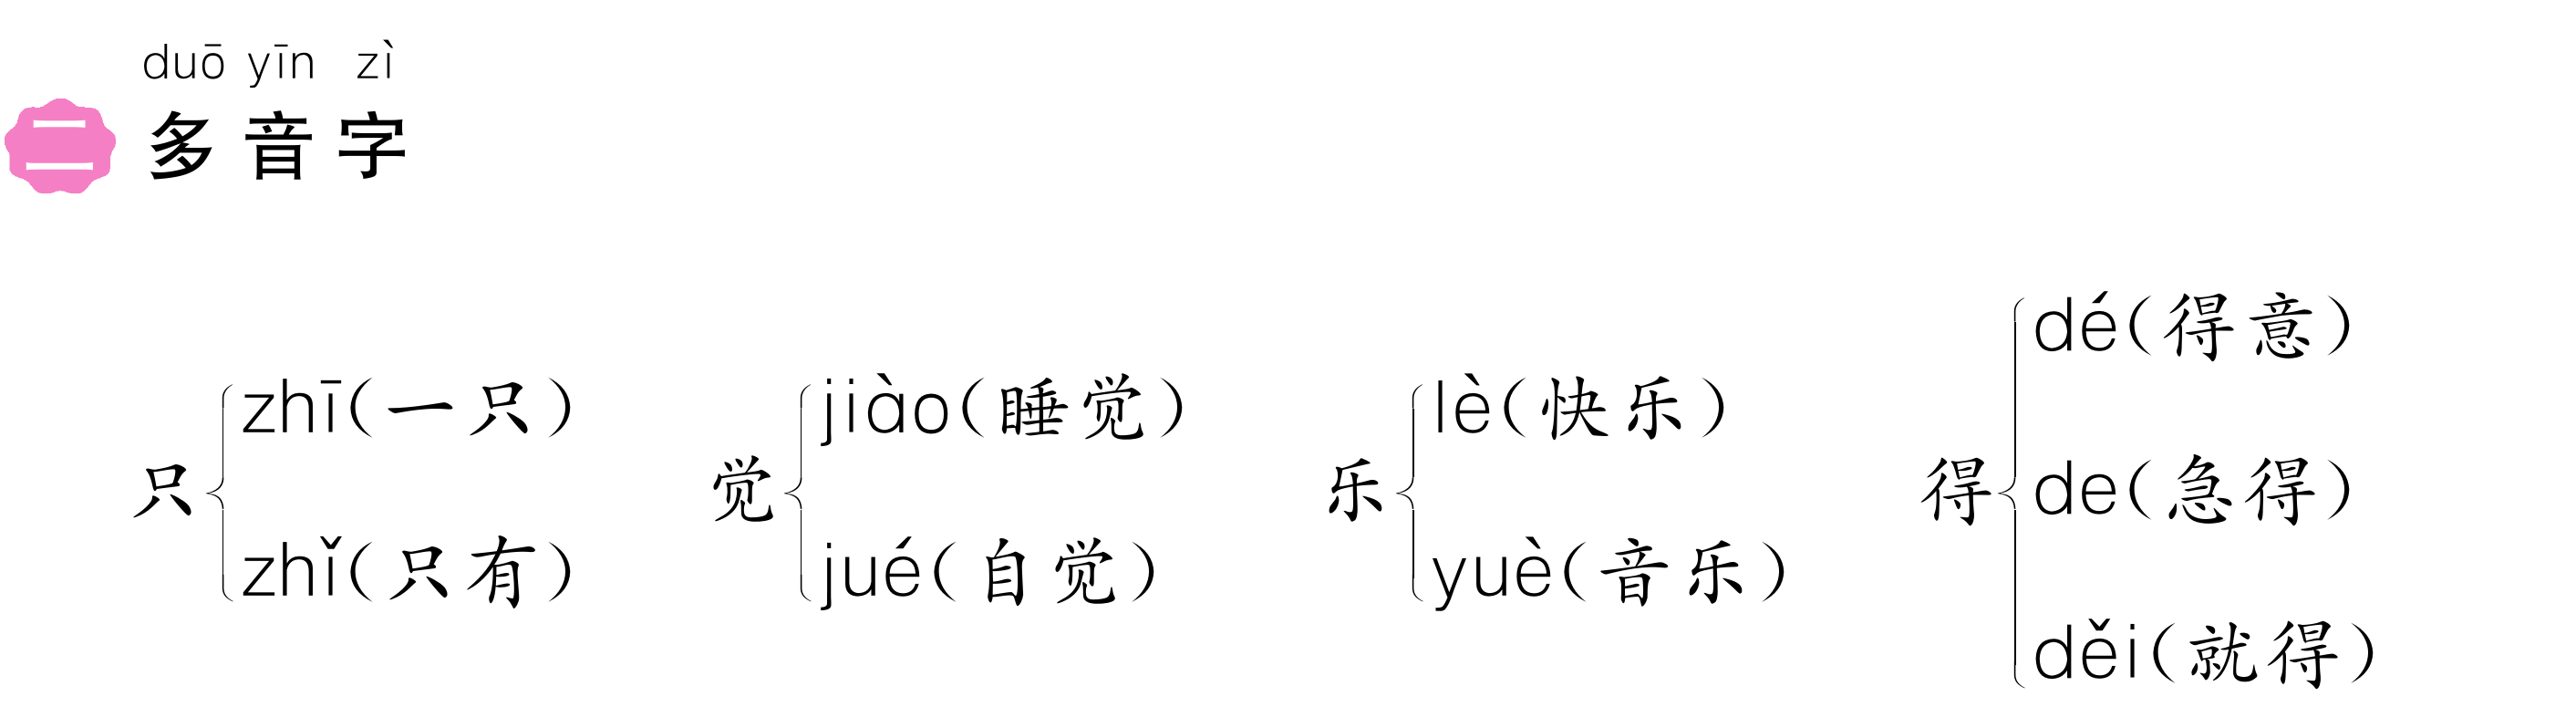 duō yīn zì
二 多音字
只 zhī(一只) zhǐ(只有)
觉 jiào(睡觉) jué(自觉)
乐 lè(快乐) yuè(音乐)
得 dé(得意) de(急得) děi(就得)